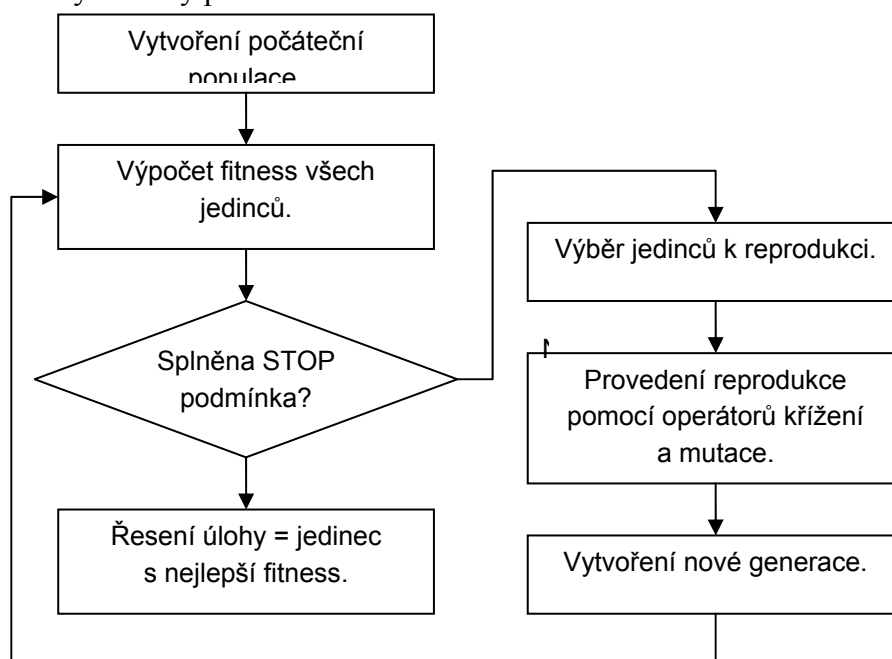 Vytvoření počáteční
populace
Výpočet fitness všech
jedinců.
Splněna STOP
podmínka?
Řesení úlohy = jedinec
s nejlepší fitness.
Výběr jedinců k reprodukci.
Provedení reprodukce
pomocí operátorů křížení
a mutace.
Vytvoření nové generace.